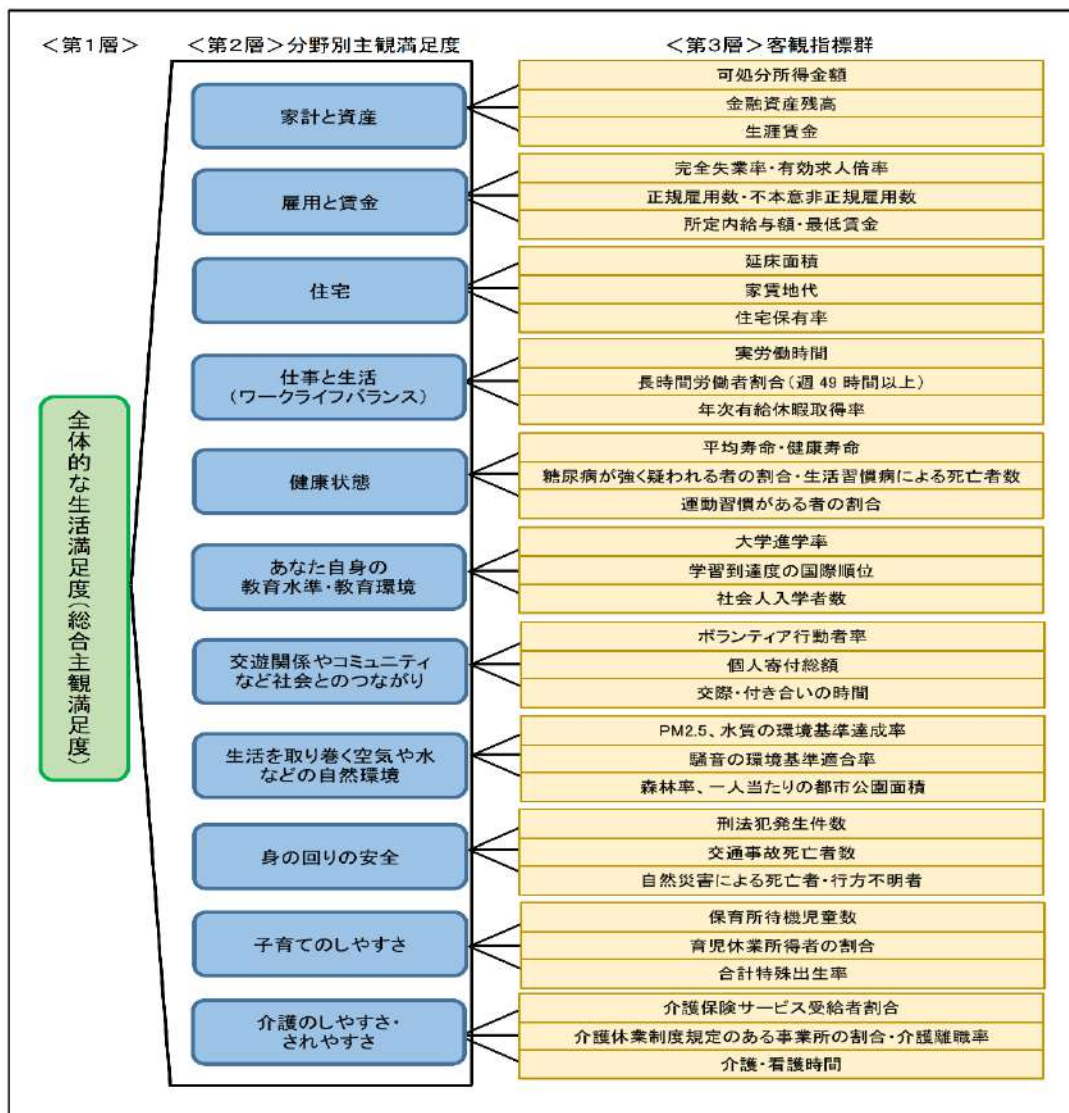 ＜第1層＞
＜第2層＞分野別主観満足度
＜第3層＞客観指標群
全体的な生活満足度(総合主観満足度)
家計と資産
可処分所得金額
金融資産残高
生涯賃金
雇用と賃金
完全失業率・有効求人倍率
正規雇用数・不本意非正規雇用数
所定内給与額・最低賃金
住宅
延床面積
家賃地代
住宅保有率
仕事と生活
(ワークライフバランス)
実労働時間
長時間労働者割合(週 49 時間以上)
年次有給休暇取得率
健康状態
平均寿命・健康寿命
糖尿病が強く疑われる者の割合・生活習慣病による死亡者数
運動習慣がある者の割合
あなた自身の
教育水準・教育環境
大学進学率
学習到達度の国際順位
社会人入学者数
交遊関係やコミュニティ
など社会とのつながり
ボランティア行動者率
個人寄付総額
交際・付き合いの時間
生活を取り巻く空気や水
などの自然環境
PM2.5、水質の環境基準達成率
騒音の環境基準適合率
森林率、一人当たりの都市公園面積
身の回りの安全
刑法犯発生件数
交通事故死亡者数
自然災害による死亡者・行方不明者
子育てのしやすさ
保育所待機児童数
育児休業所得者の割合
合計特殊出生率
介護のしやすさ・
されやすさ
介護保険サービス受給者割合
介護休業制度規定のある事業所の割合・介護離職率
介護・看護時間